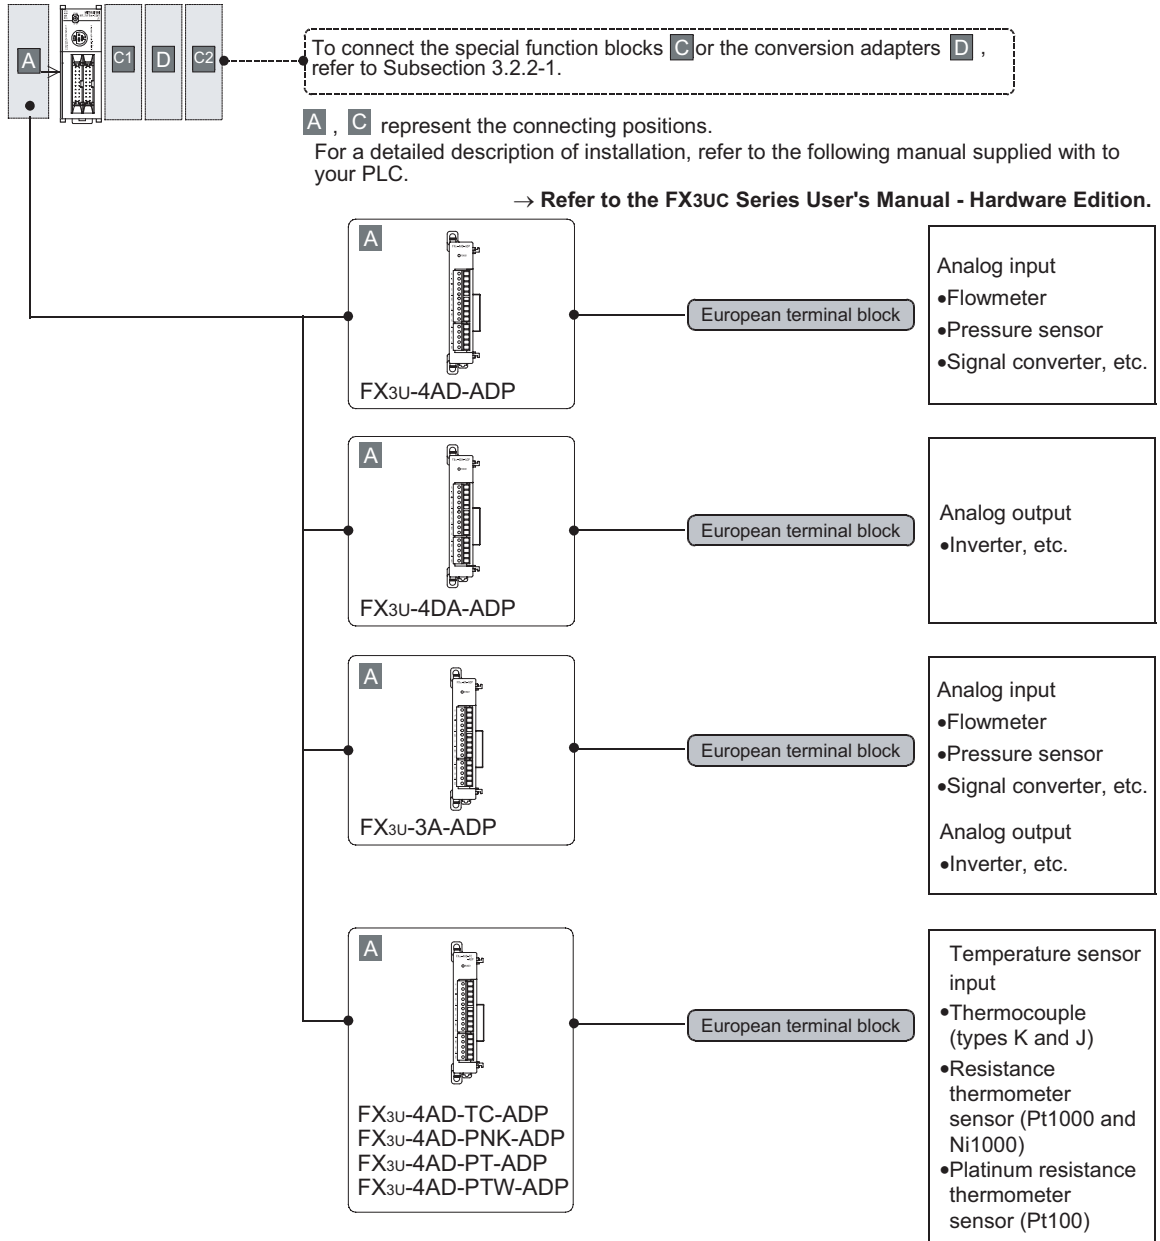 A
C1
D
C2
To connect the special function blocks C or the conversion adapters D ,
refer to Subsection 3.2.2-1.
A , C represent the connecting positions.
For a detailed description of installation, refer to the following manual supplied with to
your PLC.
→ Refer to the FX3UC Series User's Manual - Hardware Edition.
A
FX3U-4AD-ADP
European terminal block
Analog input
•Flowmeter
•Pressure sensor
•Signal converter, etc.
A
FX3U-4DA-ADP
European terminal block
Analog output
•Inverter, etc.
A
FX3U-3A-ADP
European terminal block
Analog input
•Flowmeter
•Pressure sensor
•Signal converter, etc.
Analog output
•Inverter, etc.
A
FX3U-4AD-TC-ADP
FX3U-4AD-PNK-ADP
FX3U-4AD-PT-ADP
FX3U-4AD-PTW-ADP
European terminal block
Temperature sensor
input
•Thermocouple
(types K and J)
•Resistance
thermometer
sensor (Pt1000 and
Ni1000)
•Platinum resistance
thermometer
sensor (Pt100)